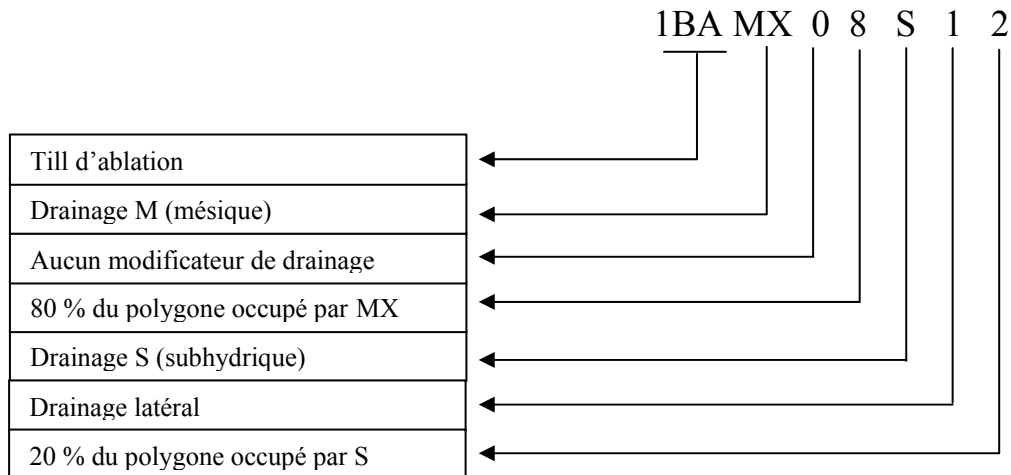 1BA MX 0 8 S 1 2
Till d’ablation
Drainage M (mésique)
Aucun modificateur de drainage
80 % du polygone occupé par MX
Drainage S (subhydrique)
Drainage latéral
20 % du polygone occupé par S